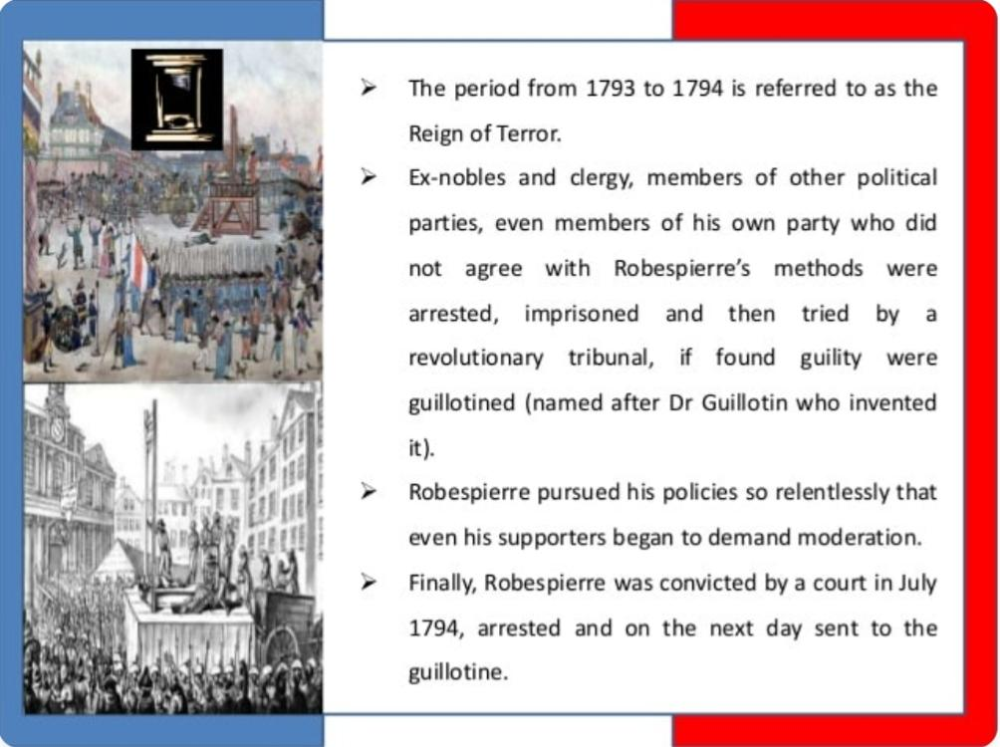 ➤ The period from 1793 to 1794 is referred to as the
Reign of Terror.
➤ Ex-nobles and clergy, members of other political
parties, even members of his own party who did
not agree with Robespierre’s methods were
arrested, imprisoned and then tried by a
revolutionary tribunal, if found guility were
guillotined (named after Dr Guillotin who invented
it).
➤ Robespierre pursued his policies so relentlessly that
even his supporters began to demand moderation.
➤ Finally, Robespierre was convicted by a court in July
1794, arrested and on the next day sent to the
guillotine.